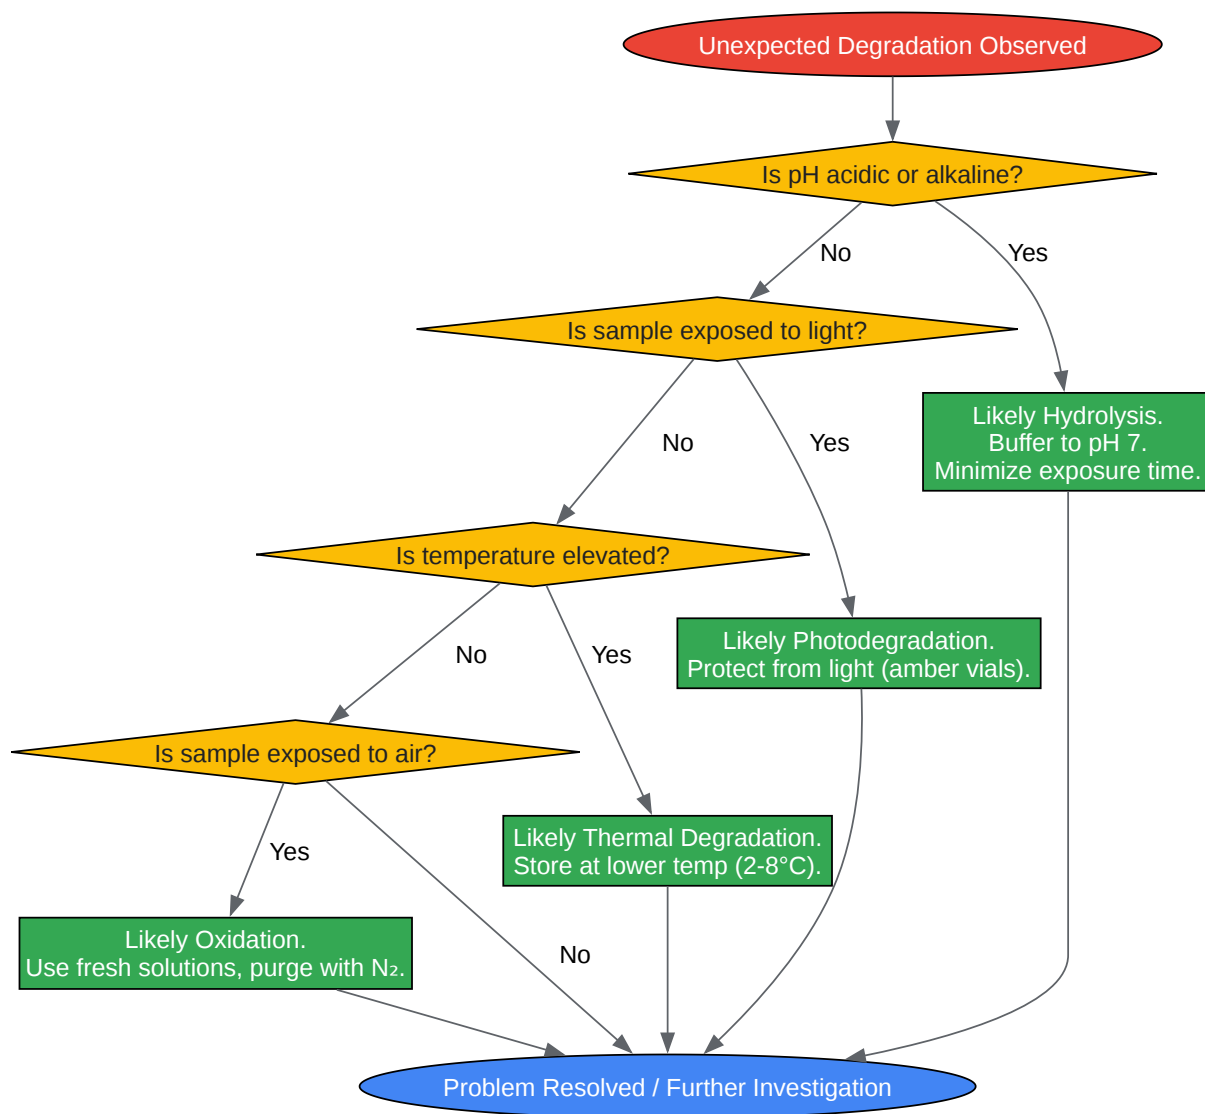 Unexpected Degradation Observed
Is pH acidic or alkaline?
No
Yes
Is sample exposed to light?
Likely Hydrolysis.
Buffer to pH 7.
Minimize exposure time.
No
Yes
Is temperature elevated?
Likely Photodegradation.
Protect from light (amber vials).
No
Yes
Is sample exposed to air?
Likely Thermal Degradation.
Store at lower temp (2-8°C).
Yes
Likely Oxidation.
Use fresh solutions, purge with N₂.
No
Problem Resolved / Further Investigation